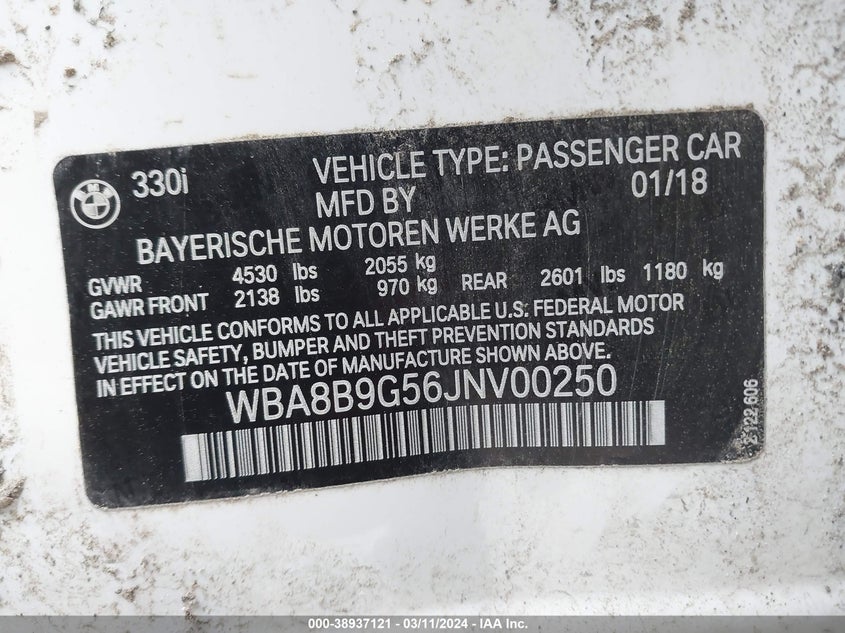 BMW
330i
VEHICLE TYPE: PASSENGER CAR
MFD BY 01/18
BAYERISCHE MOTOREN WERKE AG
GVWR 4530 lbs 2055 kg
GAWR FRONT 2138 lbs 970 kg REAR 2601 lbs 1180 kg
THIS VEHICLE CONFORMS TO ALL APPLICABLE U.S. FEDERAL MOTOR
VEHICLE SAFETY, BUMPER AND THEFT PREVENTION STANDARDS
IN EFFECT ON THE DATE OF MANUFACTURE SHOWN ABOVE.
WBA8B9G56JNV00250
000-38937121 - 03/11/2024 - IAA Inc.